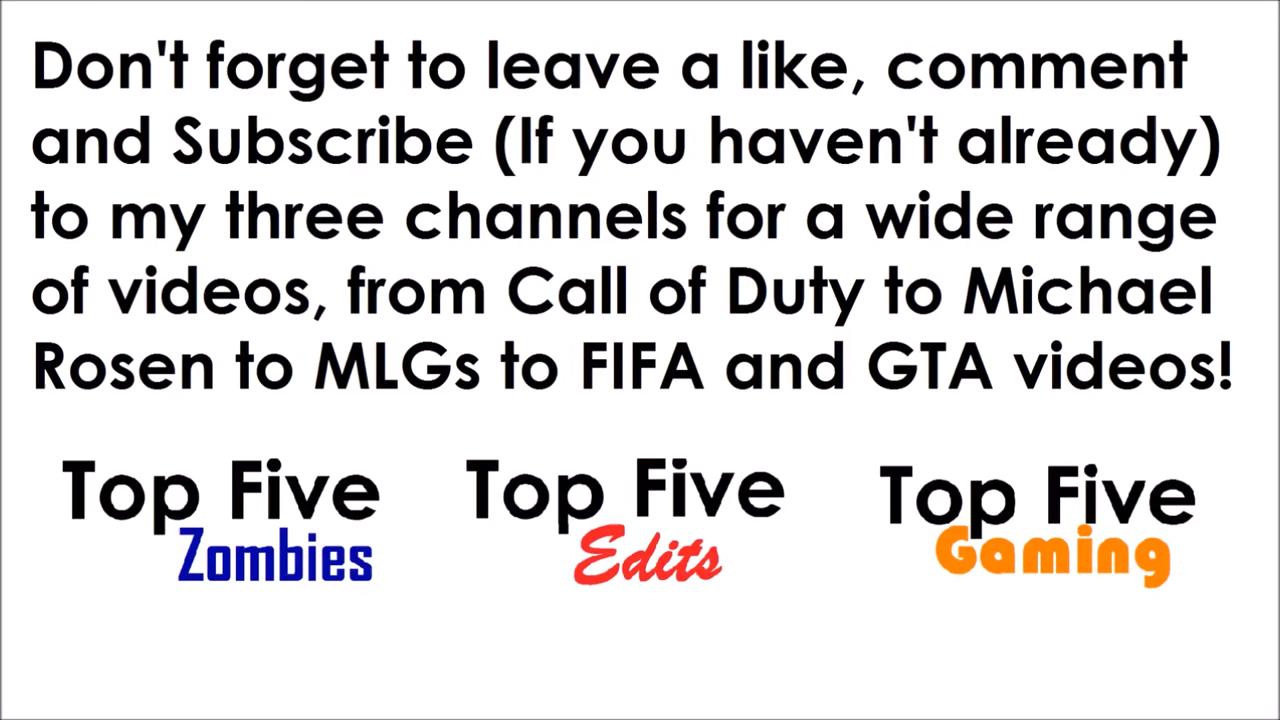 Don't forget to leave a like, comment
and Subscribe (If you haven't already)
to my three channels for a wide range
of videos, from Call of Duty to Michael
Rosen to MLGs to FIFA and GTA videos!
Top Five
Zombies
Top Five
Edits
Top Five
Gaming